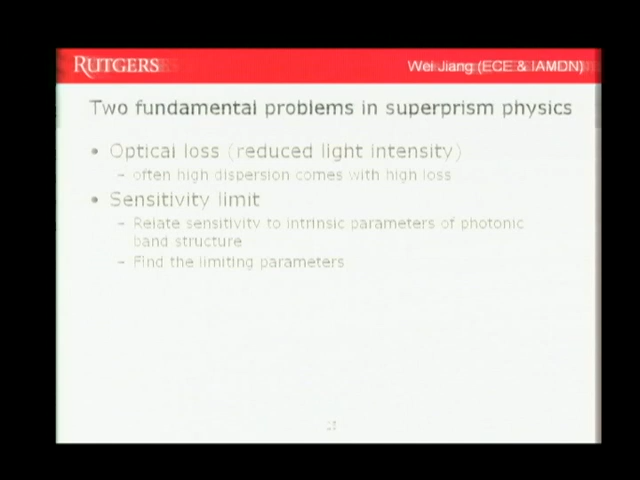 RUTGERS
Wei Jiang (ECE & IAMDN)
Two fundamental problems in superprism physics
• Optical loss (reduced light intensity)
– often high dispersion comes with high loss
• Sensitivity limit
– Relate sensitivity to intrinsic parameters of photonic
band structure
– Find the limiting parameters